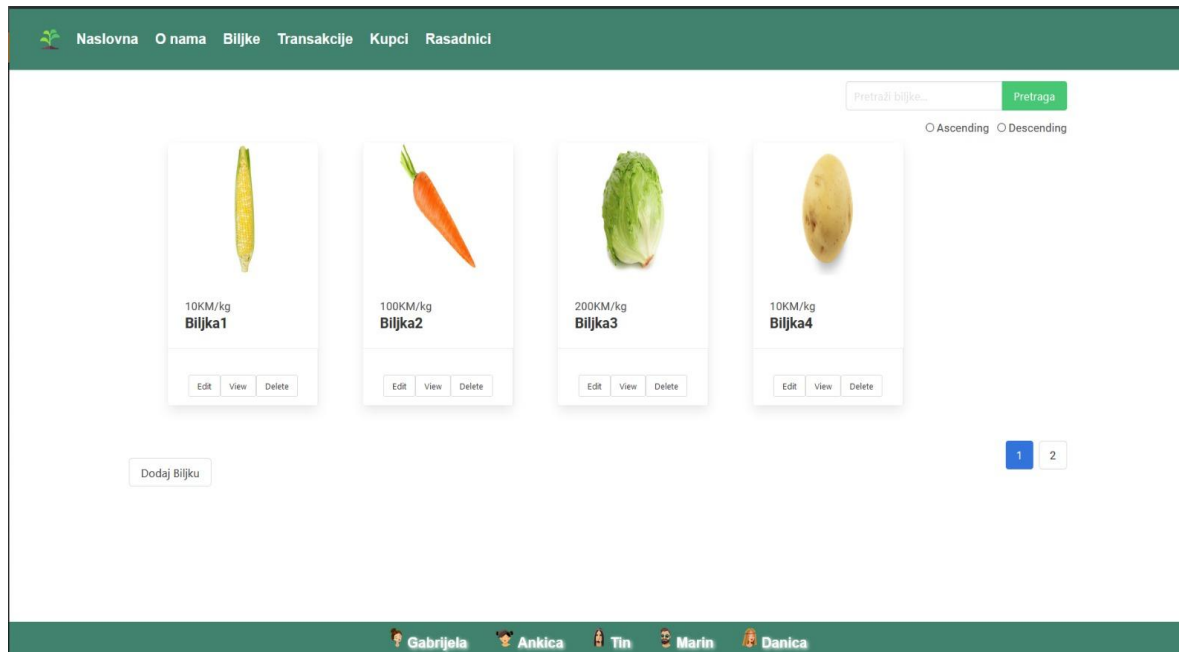 Naslovna O nama Biljke Transakcije Kupci Rasadnici
Pretraži biljke... Pretraga
Ascending Descending
10KM/kg
Biljka1
Edit View Delete
100KM/kg
Biljka2
Edit View Delete
200KM/kg
Biljka3
Edit View Delete
10KM/kg
Biljka4
Edit View Delete
Dodaj Biljku
1 2
Gabrijela Ankica Tin Marin Danica